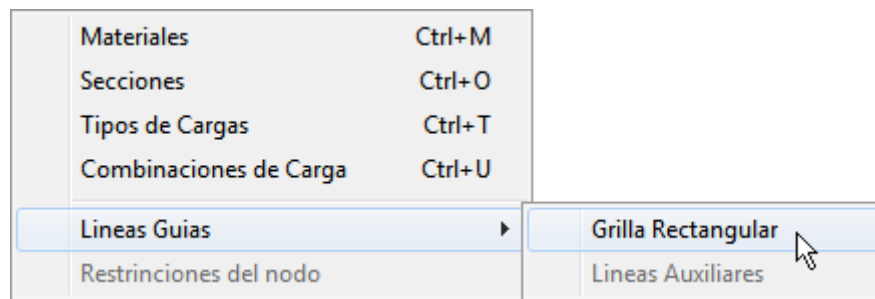 Materiales Ctrl+M
Secciones Ctrl+O
Tipos de Cargas Ctrl+T
Combinaciones de Carga Ctrl+U
Lineas Guias Grilla Rectangular
Restrinciones del nodo Lineas Auxiliares